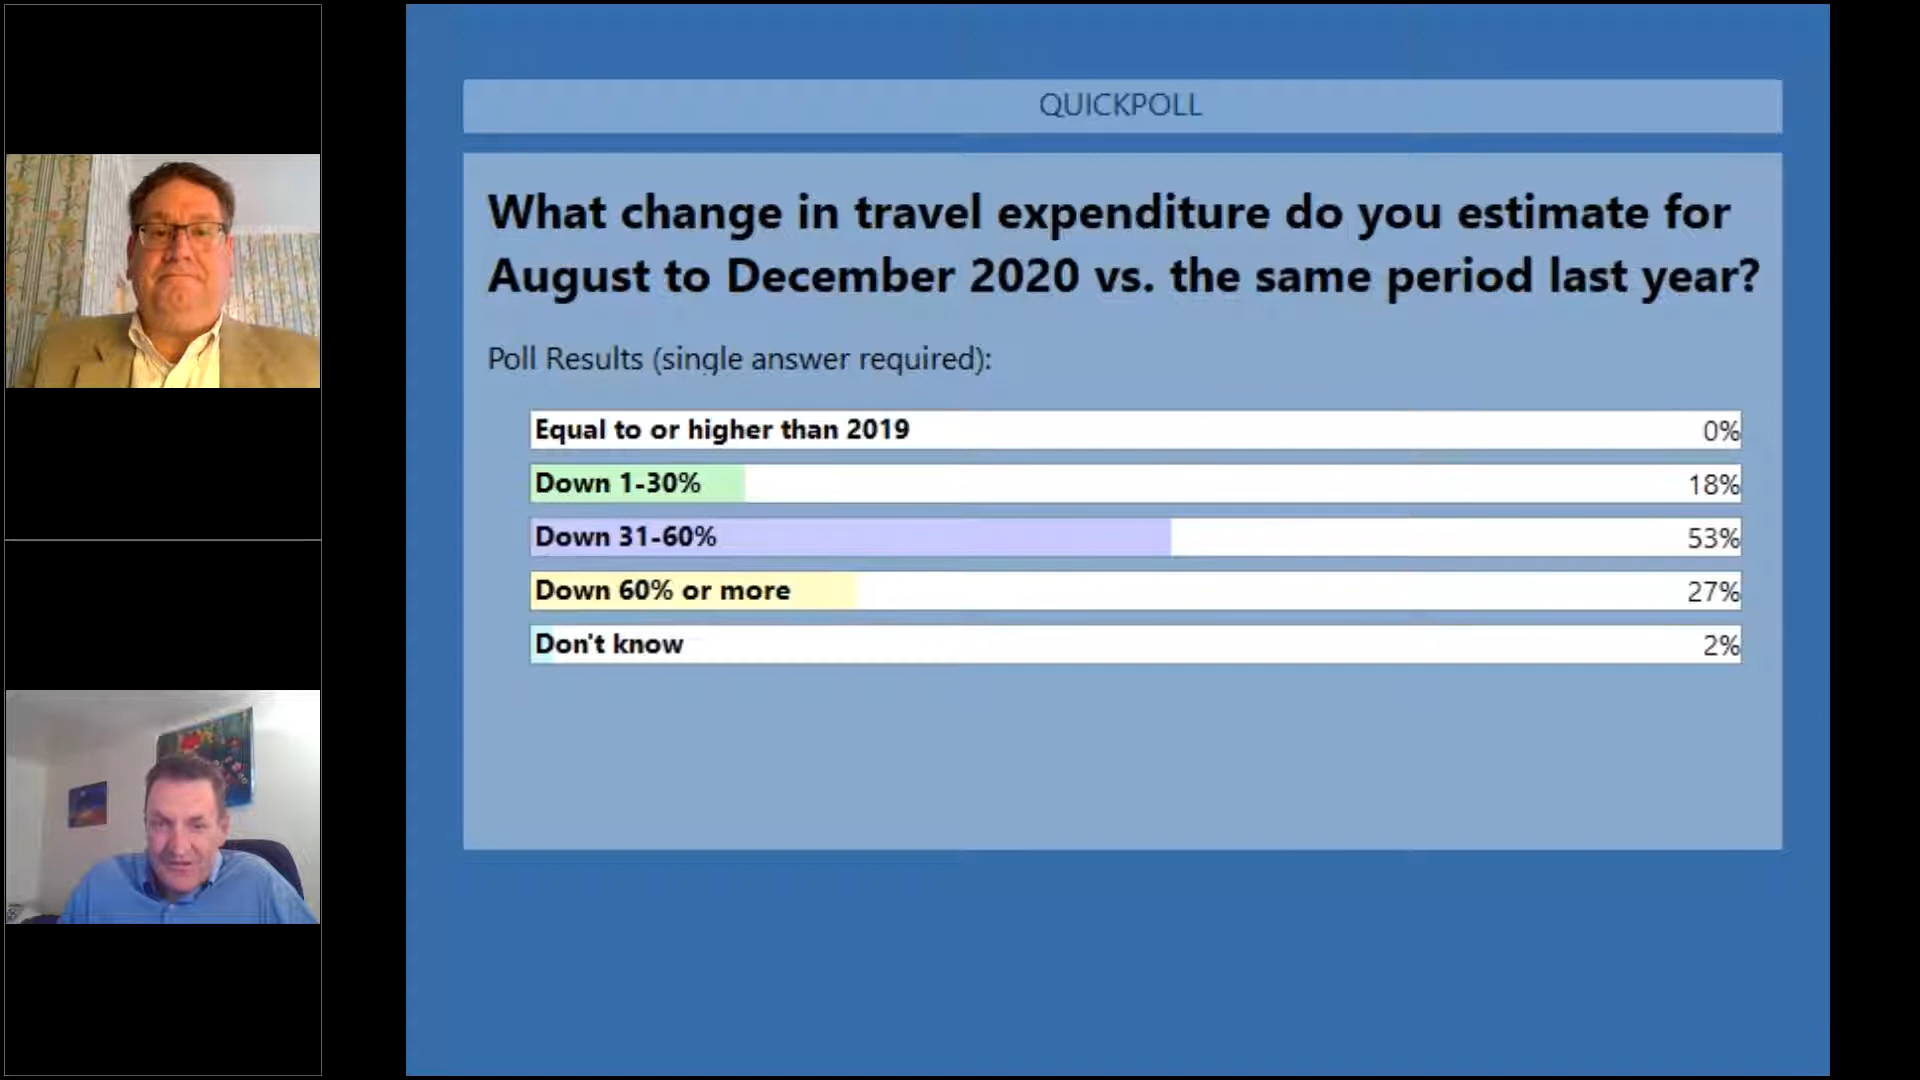 QUICKPOLL
What change in travel expenditure do you estimate for
August to December 2020 vs. the same period last year?
Poll Results (single answer required):
Equal to or higher than 2019 0%
Down 1-30% 18%
Down 31-60% 53%
Down 60% or more 27%
Don't know 2%